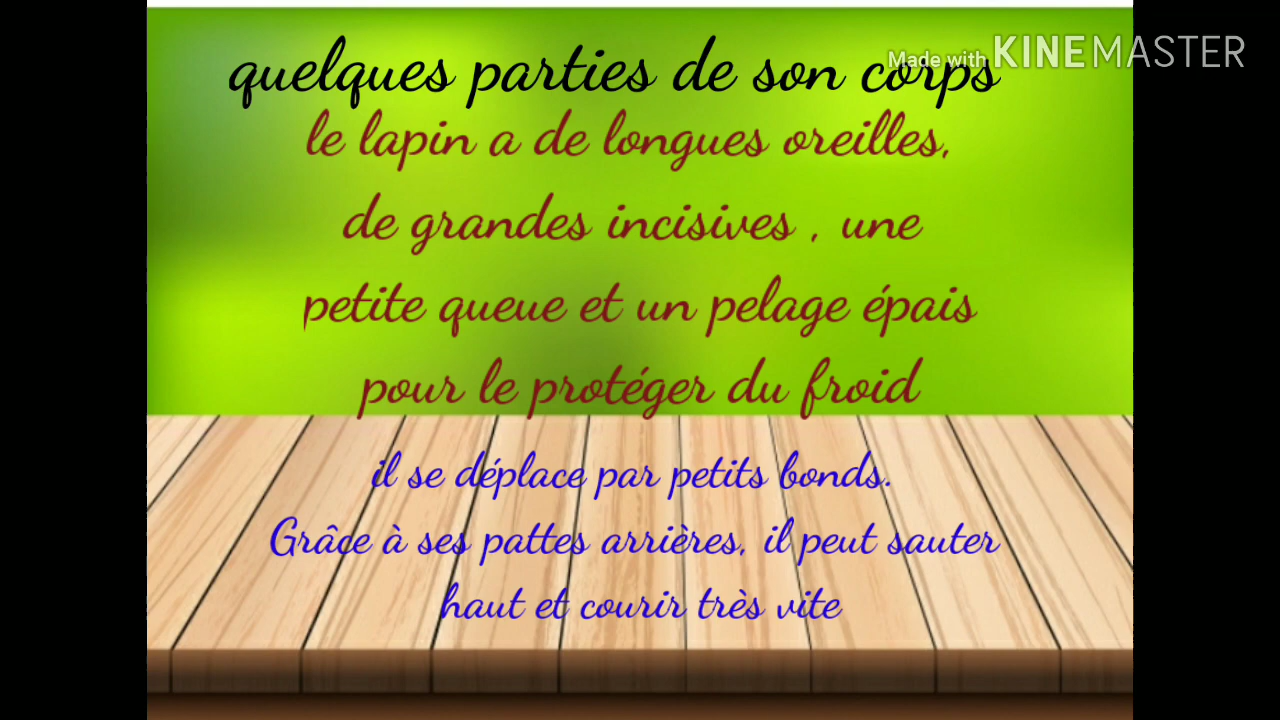 Made with KINEMASTER
quelques parties de son corps
le lapin a de longues oreilles,
de grandes incisives , une
petite queue et un pelage épais
pour le protéger du froid
il se déplace par petits bonds.
Grâce à ses pattes arrières, il peut sauter
haut et courir très vite